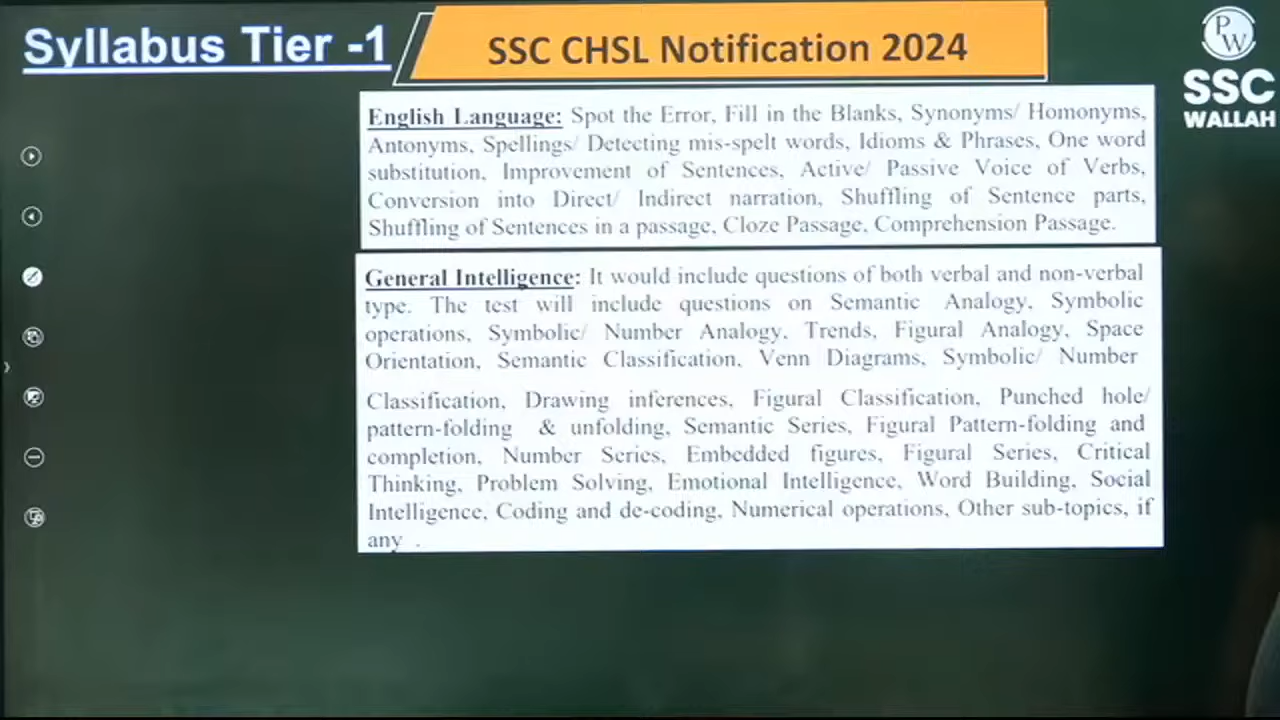 Syllabus Tier -1
SSC CHSL Notification 2024
PW
SSC
WALLAH
English Language: Spot the Error, Fill in the Blanks, Synonyms/ Homonyms,
Antonyms, Spellings/ Detecting mis-spelt words, Idioms & Phrases, One word
substitution, Improvement of Sentences, Active/ Passive Voice of Verbs,
Conversion into Direct/ Indirect narration, Shuffling of Sentence parts,
Shuffling of Sentences in a passage, Cloze Passage, Comprehension Passage.
General Intelligence: It would include questions of both verbal and non-verbal
type. The test will include questions on Semantic Analogy, Symbolic
operations, Symbolic/ Number Analogy, Trends, Figural Analogy, Space
Orientation, Semantic Classification, Venn Diagrams, Symbolic/ Number
Classification, Drawing inferences, Figural Classification, Punched hole/
pattern-folding & unfolding, Semantic Series, Figural Pattern-folding and
completion, Number Series, Embedded figures, Figural Series, Critical
Thinking, Problem Solving, Emotional Intelligence, Word Building, Social
Intelligence, Coding and de-coding, Numerical operations, Other sub-topics, if
any .